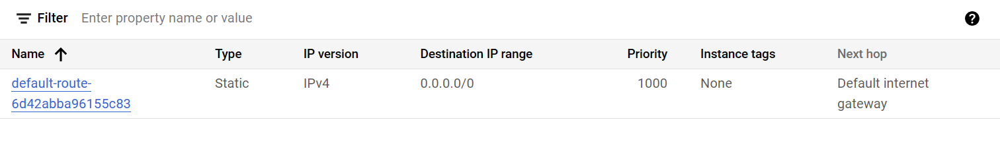 Filter Enter property name or value
Name Type IP version Destination IP range Priority Instance tags Next hop
default-route- Static IPv4 0.0.0.0/0 1000 None Default internet
6d42abba96155c83 gateway